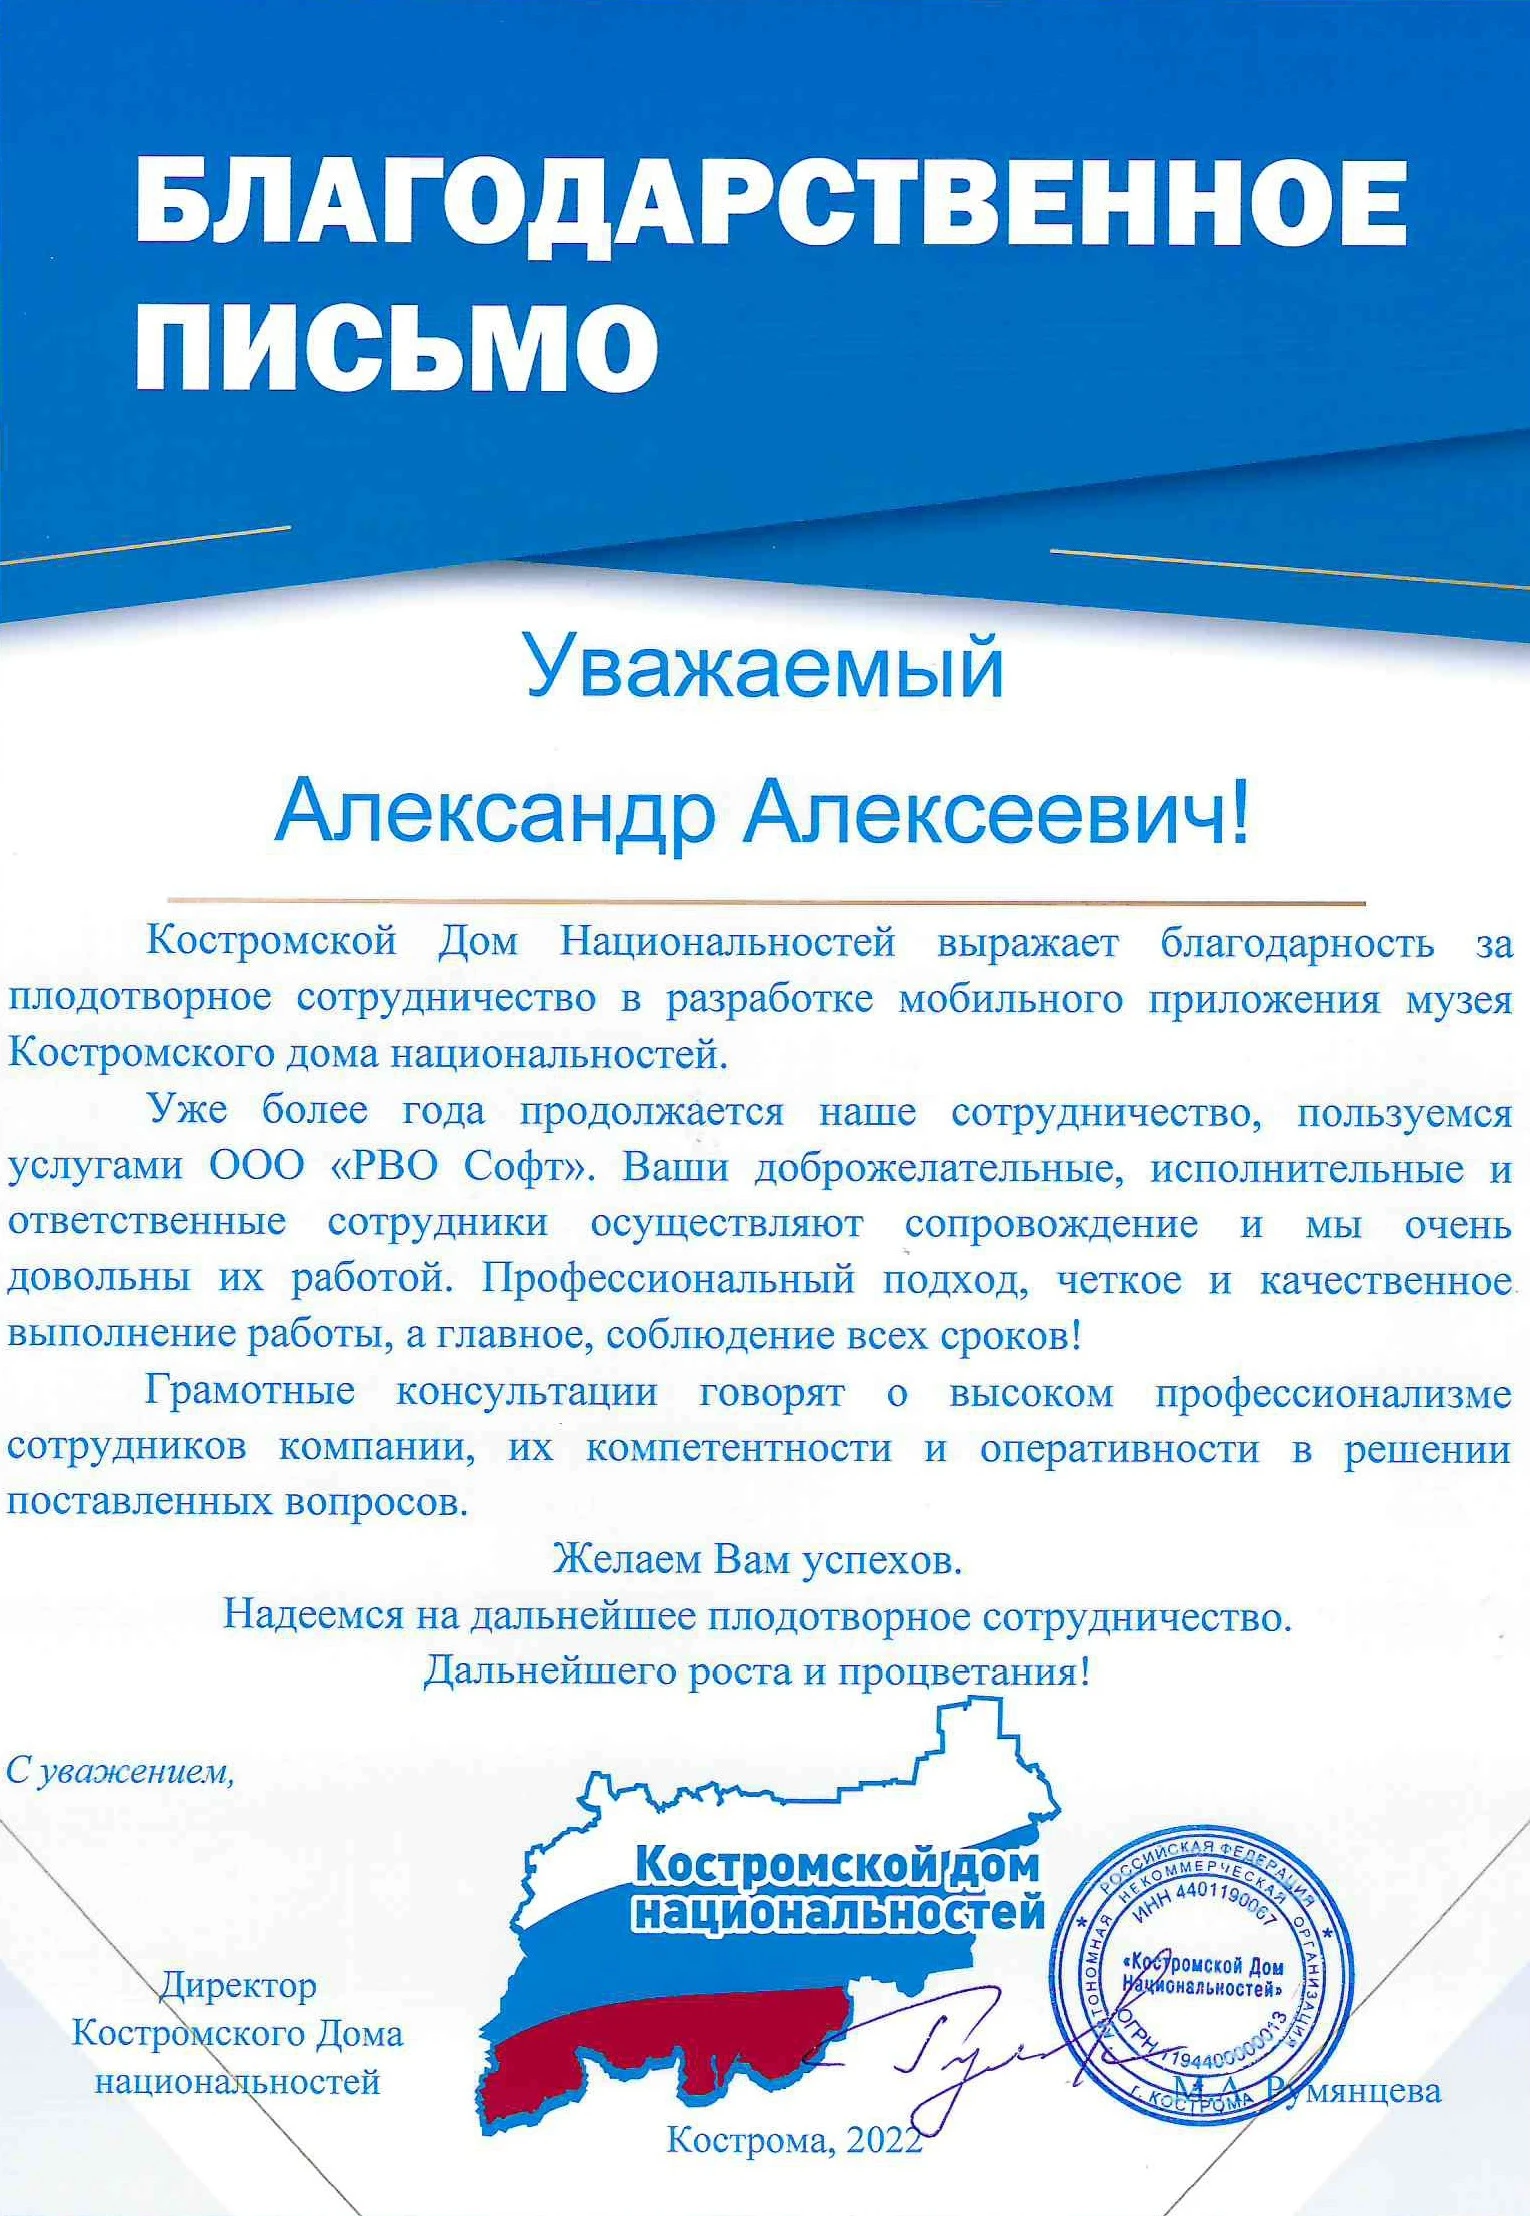 БЛАГОДАРСТВЕННОЕ
ПИСЬМО
Уважаемый
Александр Алексеевич!
Костромской Дом Национальностей выражает благодарность за
плодотворное сотрудничество в разработке мобильного приложения музея
Костромского дома национальностей.
Уже более года продолжается наше сотрудничество, пользуемся
услугами ООО «РВО Софт». Ваши доброжелательные, исполнительные и
ответственные сотрудники осуществляют сопровождение и мы очень
довольны их работой. Профессиональный подход, четкое и качественное
выполнение работы, а главное, соблюдение всех сроков!
Грамотные консультации говорят о высоком профессионализме
сотрудников компании, их компетентности и оперативности в решении
поставленных вопросов.
Желаем Вам успехов.
Надеемся на дальнейшее плодотворное сотрудничество.
Дальнейшего роста и процветания!
С уважением,
Костромской дом
национальностей
РОССИЙСКАЯ ФЕДЕРАЦИЯ
АВТОНОМНАЯ НЕКОММЕРЧЕСКАЯ ОРГАНИЗАЦИЯ
ИНН 4401190067
«Костромской Дом
Национальностей»
ОГРН 1194400000013
г. КОСТРОМА
Директор
Костромского Дома
национальностей
Румянцева
Кострома, 2022